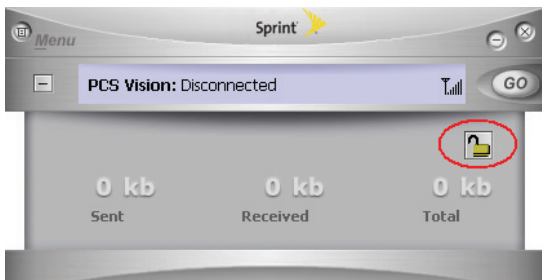 Sprint
Menu
PCS Vision: Disconnected
GO
0 kb 0 kb 0 kb
Sent Received Total